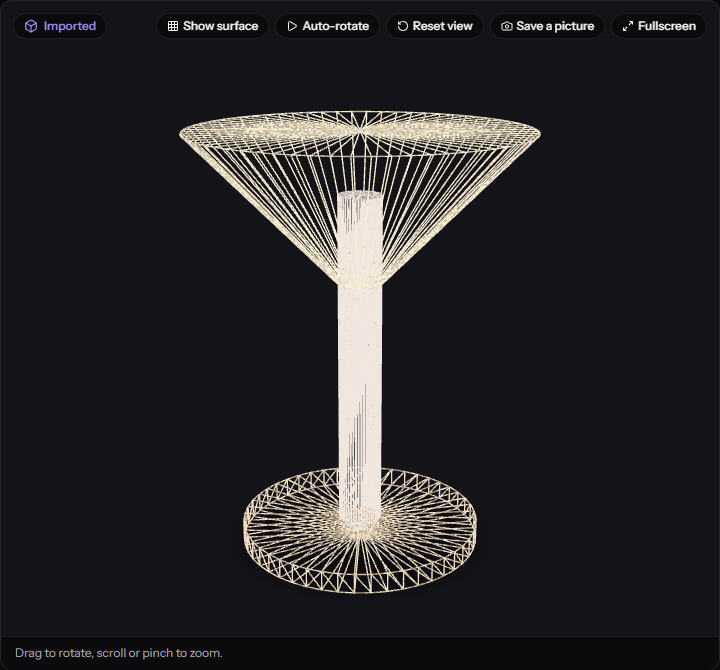 Imported
Show surface
Auto-rotate
Reset view
Save a picture
Fullscreen
Drag to rotate, scroll or pinch to zoom.